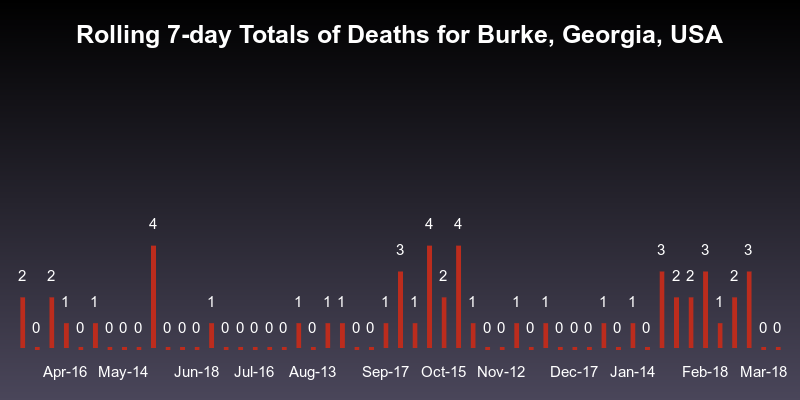 Rolling 7-day Totals of Deaths for Burke, Georgia, USA
4 4 4
3 3 3 3
2 2 2 2 2 2
1 1 1 1 1 1 1 1 1 1 1 1 1 1
0 0 0 0 0 0 0 0 0 0 0 0 0 0 0 0 0 0 0 0 0 0 0 0 0 0
Apr-16 May-14 Jun-18 Jul-16 Aug-13 Sep-17 Oct-15 Nov-12 Dec-17 Jan-14 Feb-18 Mar-18